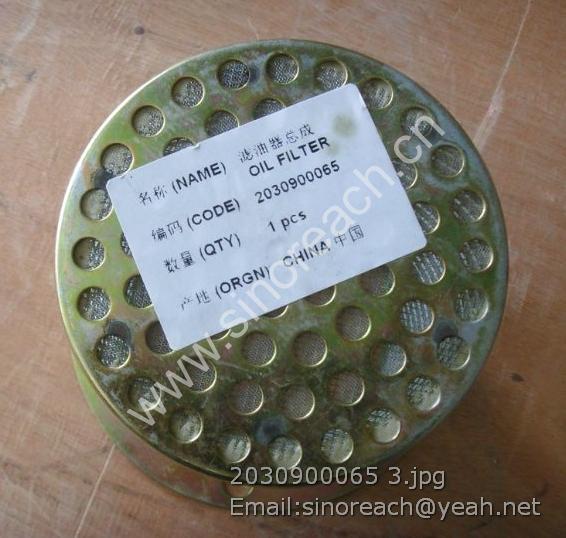 名称 (NAME) 滤油器总成
OIL FILTER
编码 (CODE) 2030900065
数量 (QTY) 1 pcs
产地 (ORGN) CHINA 中国
www.sinoreach.cn
2030900065 3.jpg
Email:sinoreach@yeah.net